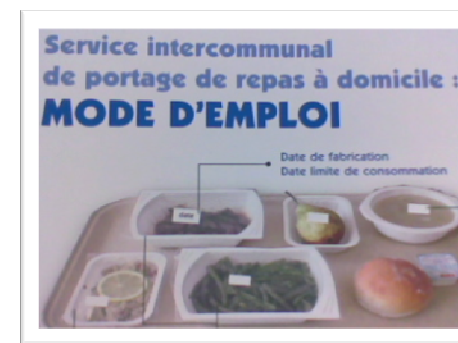 Service intercommunal
de portage de repas à domicile :
MODE D'EMPLOI
Date de fabrication
Date limite de consommation